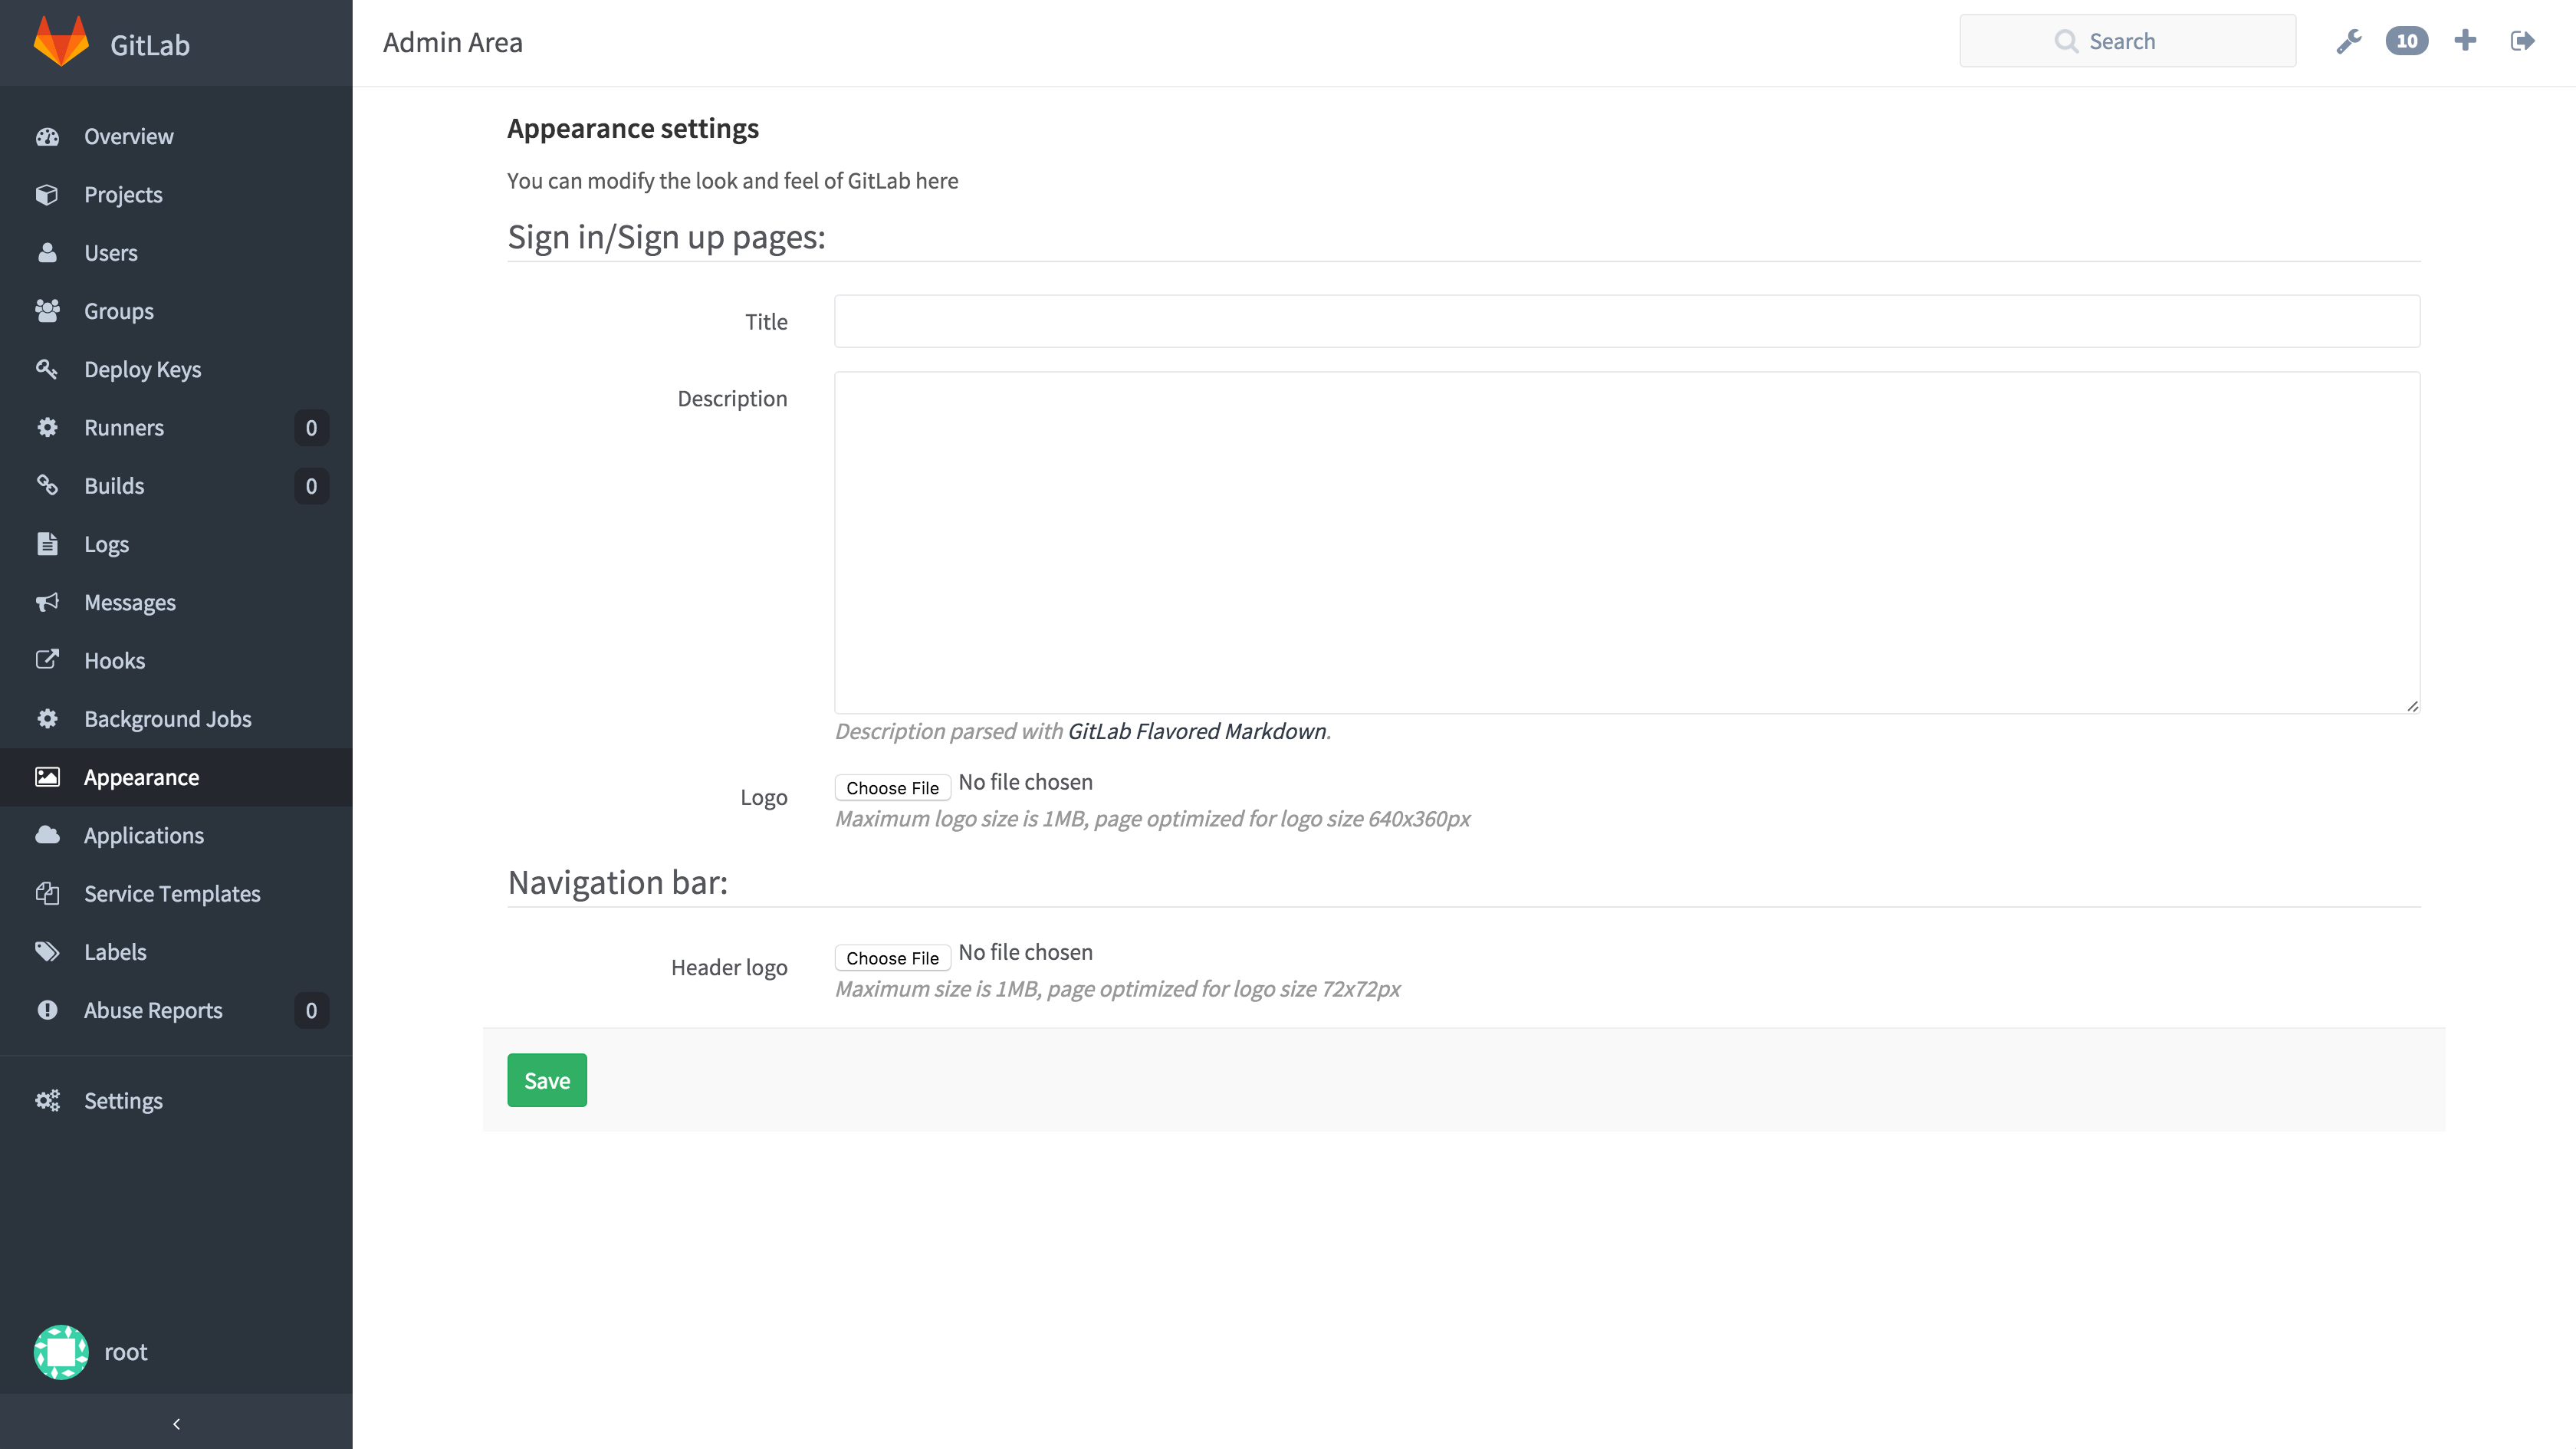 GitLab
Admin Area
Search
10
Overview
Projects
Users
Groups
Deploy Keys
Runners 0
Builds 0
Logs
Messages
Hooks
Background Jobs
Appearance
Applications
Service Templates
Labels
Abuse Reports 0
Settings
root
Appearance settings
You can modify the look and feel of GitLab here
Sign in/Sign up pages:
Title
Description
Description parsed with GitLab Flavored Markdown.
Logo
Choose File No file chosen
Maximum logo size is 1MB, page optimized for logo size 640x360px
Navigation bar:
Header logo
Choose File No file chosen
Maximum size is 1MB, page optimized for logo size 72x72px
Save